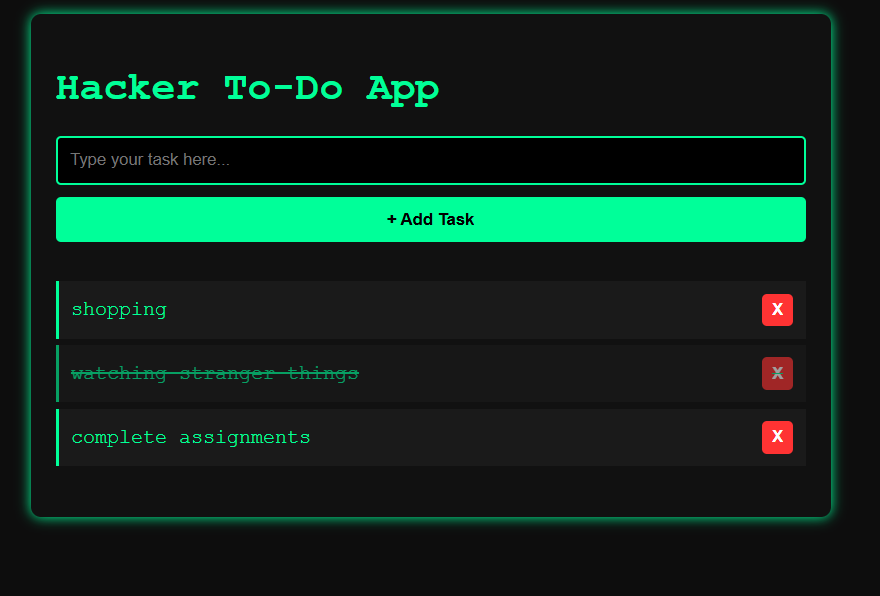 Hacker To-Do App
Type your task here...
+ Add Task
shopping X
watching stranger things X
complete assignments X